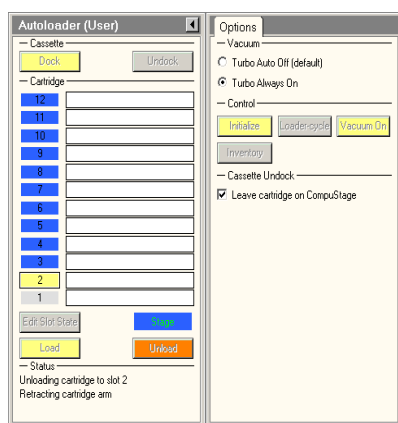 Autoloader (User)
Cassette
Dock
Undock
Cartridge
12
11
10
9
8
7
6
5
4
3
2
1
Edit Slot State
Stage
Load
Unload
Status
Unloading cartridge to slot 2
Retracting cartridge arm
Options
Vacuum
Turbo Auto Off (default)
Turbo Always On
Control
Initialize
Loader-cycle
Vacuum On
Inventory
Cassette Undock
Leave cartridge on CompuStage